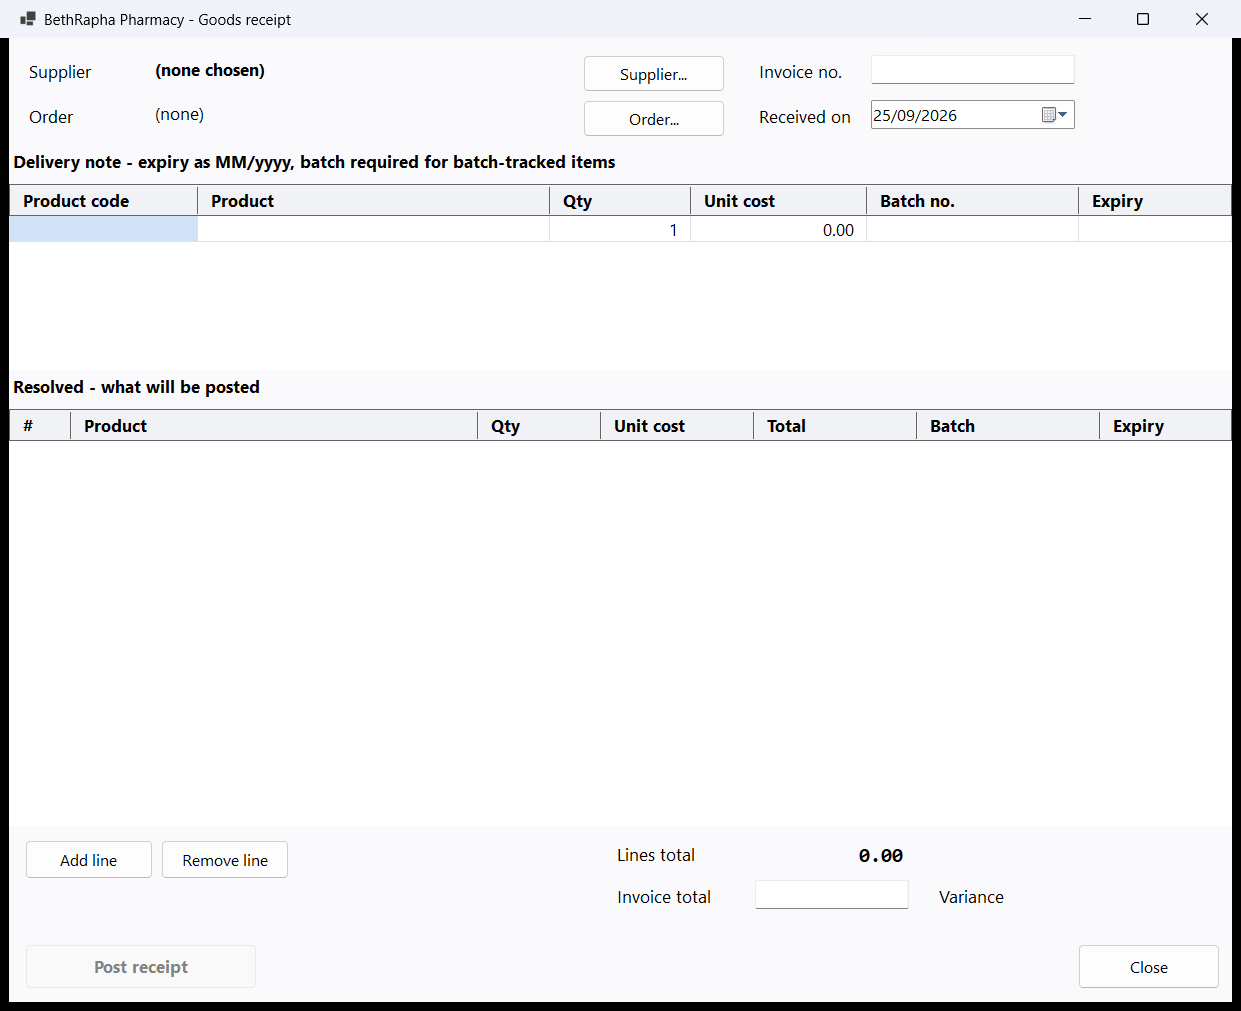 BethRapha Pharmacy - Goods receipt
Supplier (none chosen) Supplier... Invoice no.
Order (none) Order... Received on 25/09/2026
Delivery note - expiry as MM/yyyy, batch required for batch-tracked items
Product code Product Qty Unit cost Batch no. Expiry
1 0.00
Resolved - what will be posted
# Product Qty Unit cost Total Batch Expiry
Add line Remove line Lines total 0.00
Invoice total Variance
Post receipt Close